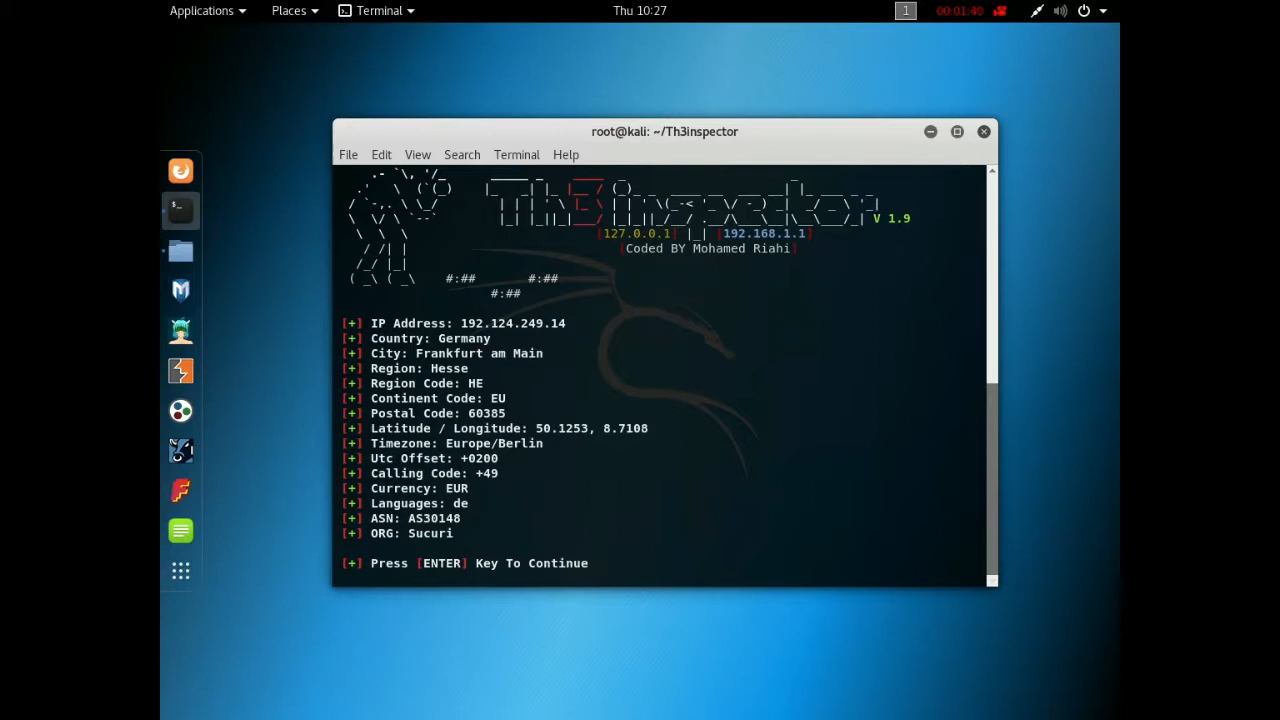 Applications Places Terminal Thu 10:27 1 00:01:40
root@kali: ~/Th3inspector
File Edit View Search Terminal Help
Th3inspector V 1.9
[127.0.0.1] |_| [192.168.1.1]
[Coded BY Mohamed Riahi]
#:## #:##
#:##
[+] IP Address: 192.124.249.14
[+] Country: Germany
[+] City: Frankfurt am Main
[+] Region: Hesse
[+] Region Code: HE
[+] Continent Code: EU
[+] Postal Code: 60385
[+] Latitude / Longitude: 50.1253, 8.7108
[+] Timezone: Europe/Berlin
[+] Utc Offset: +0200
[+] Calling Code: +49
[+] Currency: EUR
[+] Languages: de
[+] ASN: AS30148
[+] ORG: Sucuri
[+] Press [ENTER] Key To Continue